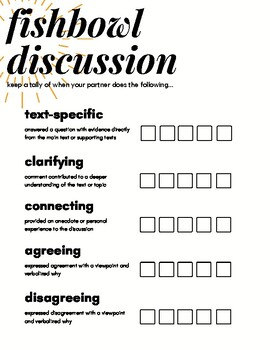 fishbowl
discussion
keep a tally of when your partner does the following...
text-specific
answered a question with evidence directly
from the main text or supporting texts
clarifying
comment contributed to a deeper
understanding of the text or topic
connecting
provided an anecdote or personal
experience to the discussion
agreeing
expressed agreement with a viewpoint and
verbalized why
disagreeing
expressed disagreement with a viewpoint
and verbalized why